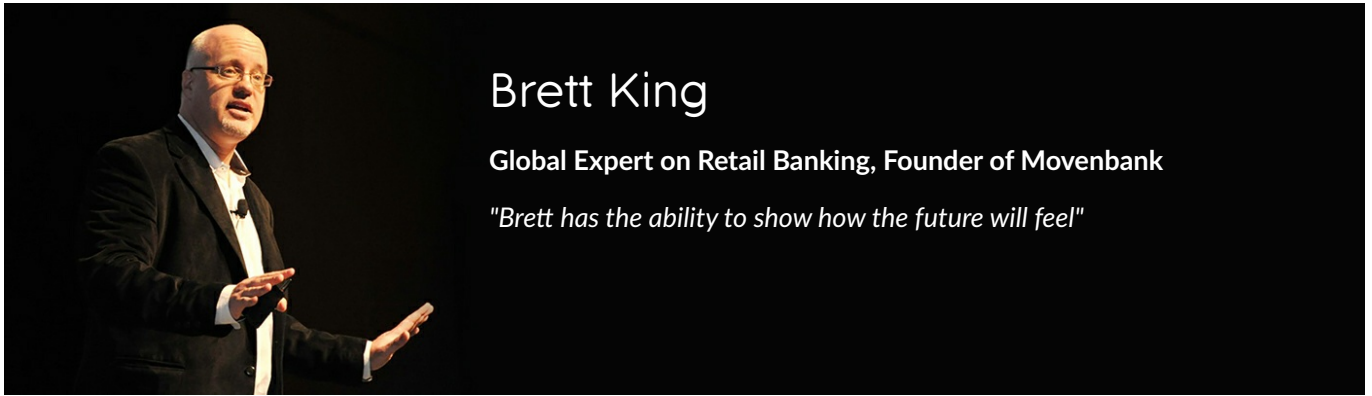 Brett King
Global Expert on Retail Banking, Founder of Movenbank
"Brett has the ability to show how the future will feel"